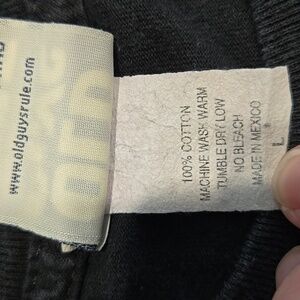 www.oldguysrule.com
100% COTTON
MACHINE WASH WARM
TUMBLE DRY LOW
NO BLEACH
MADE IN MEXICO
L